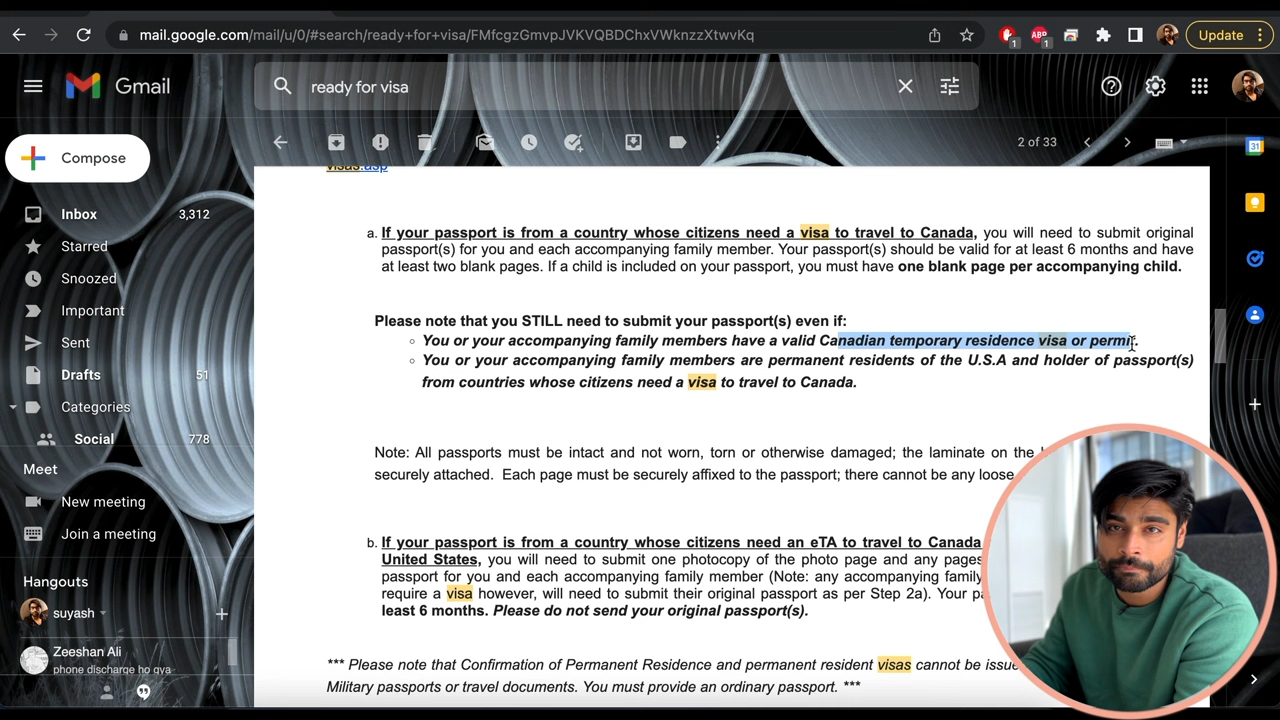 mail.google.com/mail/u/0/#search/ready+for+visa/FMfcgzGmvpJVKVQBDChxVWknzzXtwvKq
1
ABP
1
Update
Gmail
ready for visa
Compose
2 of 33
31
Inbox 3,312
Starred
Snoozed
Important
Sent
Drafts 51
Categories
Social 778
Meet
New meeting
Join a meeting
Hangouts
suyash
Zeeshan Ali
phone discharge ho gya
visas.asp
a. If your passport is from a country whose citizens need a visa to travel to Canada, you will need to submit original
passport(s) for you and each accompanying family member. Your passport(s) should be valid for at least 6 months and have
at least two blank pages. If a child is included on your passport, you must have one blank page per accompanying child.
Please note that you STILL need to submit your passport(s) even if:
You or your accompanying family members have a valid Canadian temporary residence visa or permit.
You or your accompanying family members are permanent residents of the U.S.A and holder of passport(s)
from countries whose citizens need a visa to travel to Canada.
Note: All passports must be intact and not worn, torn or otherwise damaged; the laminate on the
securely attached. Each page must be securely affixed to the passport; there cannot be any loose
b. If your passport is from a country whose citizens need an eTA to travel to Canada
United States, you will need to submit one photocopy of the photo page and any pages
passport for you and each accompanying family member (Note: any accompanying family
require a visa however, will need to submit their original passport as per Step 2a). Your
least 6 months. Please do not send your original passport(s).
*** Please note that Confirmation of Permanent Residence and permanent resident visas cannot be
Military passports or travel documents. You must provide an ordinary passport. ***